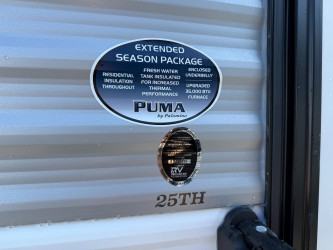 EXTENDED
SEASON PACKAGE
RESIDENTIAL
INSULATION
THROUGHOUT
FRESH WATER
TANK INSULATED
FOR INCREASED
THERMAL
PERFORMANCE
ENCLOSED
UNDERBELLY
UPGRADED
35,000 BTU
FURNACE
PUMA
by Palomino
RV
25TH